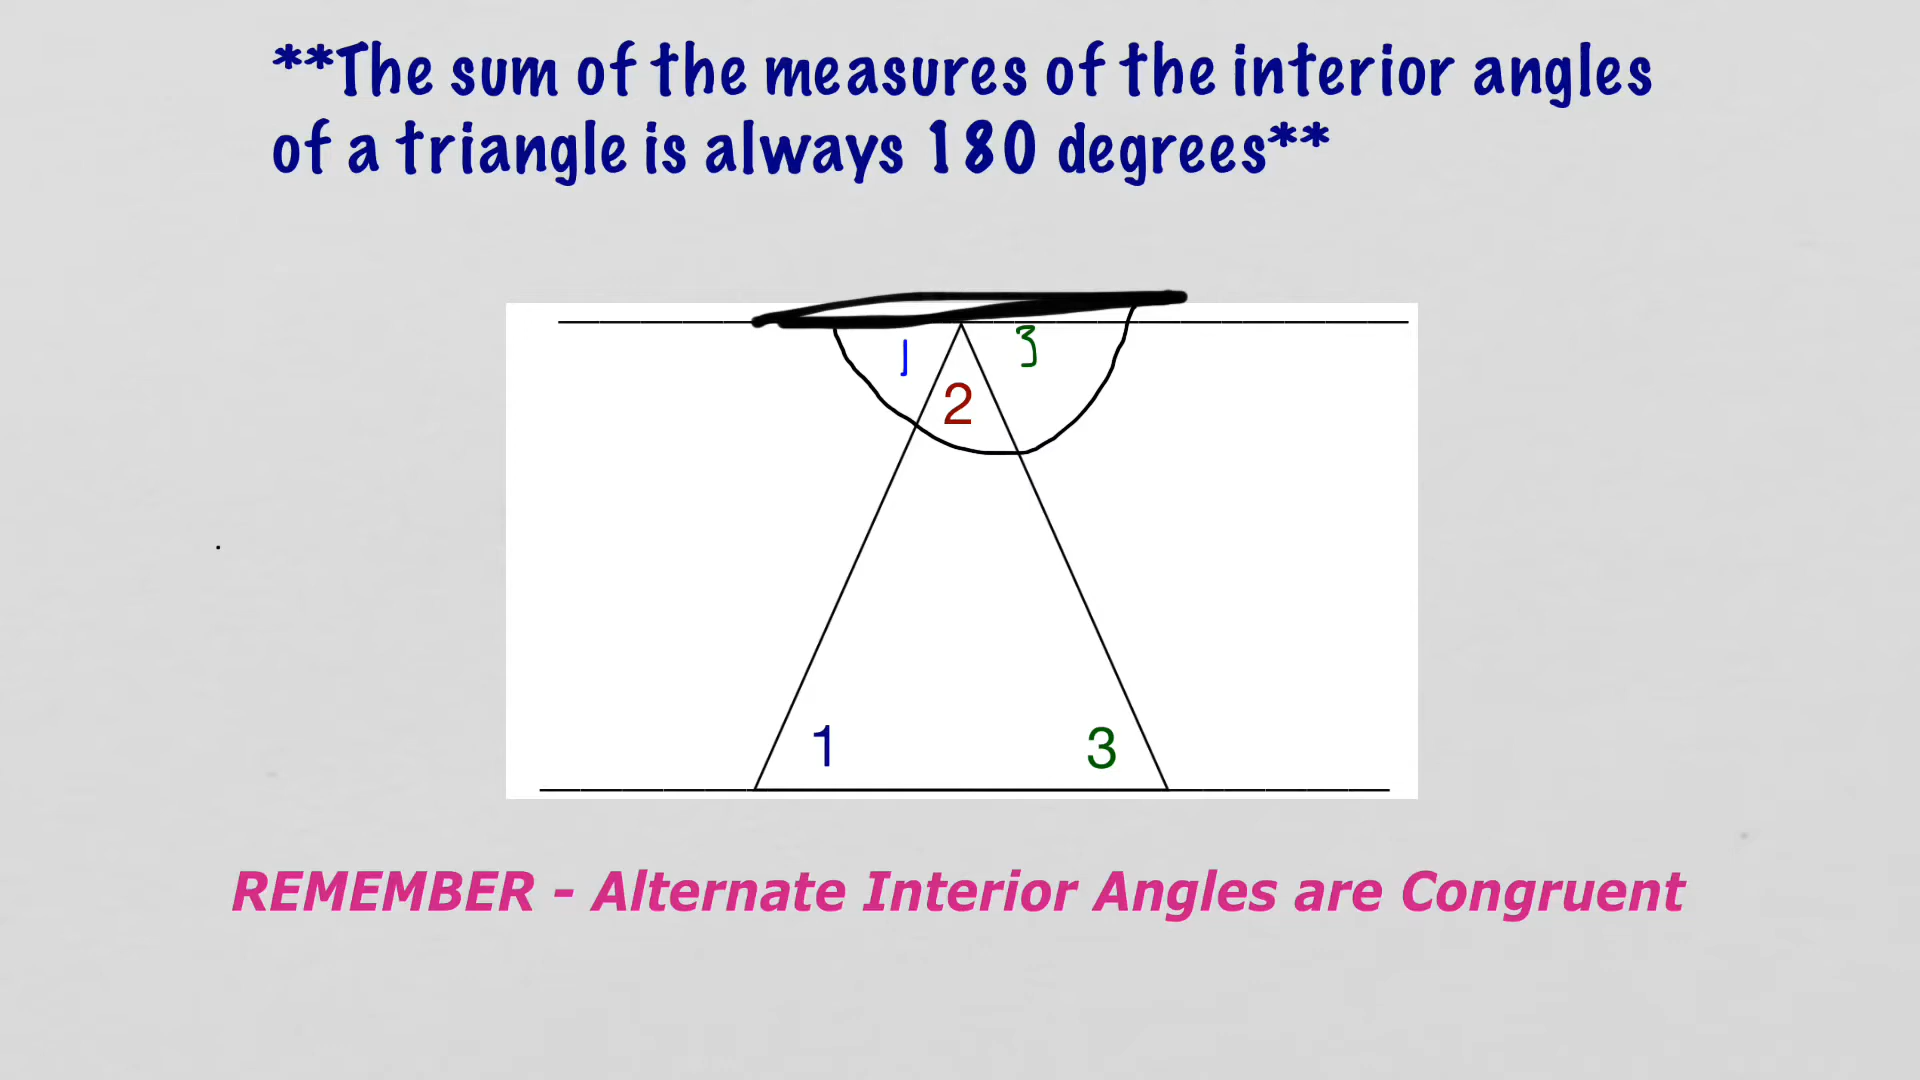 **The sum of the measures of the interior angles
of a triangle is always 180 degrees**
1 3
2
1 3
REMEMBER - Alternate Interior Angles are Congruent